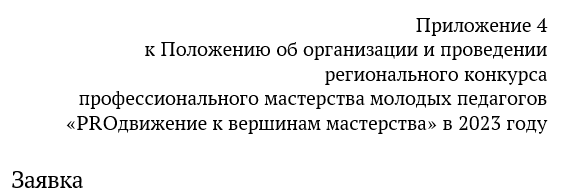 Приложение 4
к Положению об организации и проведении
регионального конкурса
профессионального мастерства молодых педагогов
«PROдвижение к вершинам мастерства» в 2023 году
Заявка